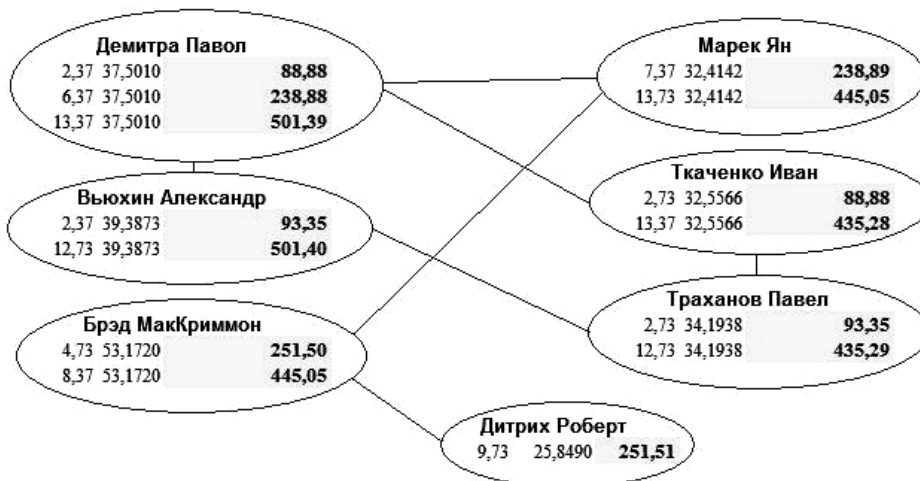 Демитра Павол
2,37 37,5010 88,88
6,37 37,5010 238,88
13,37 37,5010 501,39
Марек Ян
7,37 32,4142 238,89
13,73 32,4142 445,05
Вьюхин Александр
2,37 39,3873 93,35
12,73 39,3873 501,40
Ткаченко Иван
2,73 32,5566 88,88
13,37 32,5566 435,28
Брэд МакКриммон
4,73 53,1720 251,50
8,37 53,1720 445,05
Траханов Павел
2,73 34,1938 93,35
12,73 34,1938 435,29
Дитрих Роберт
9,73 25,8490 251,51